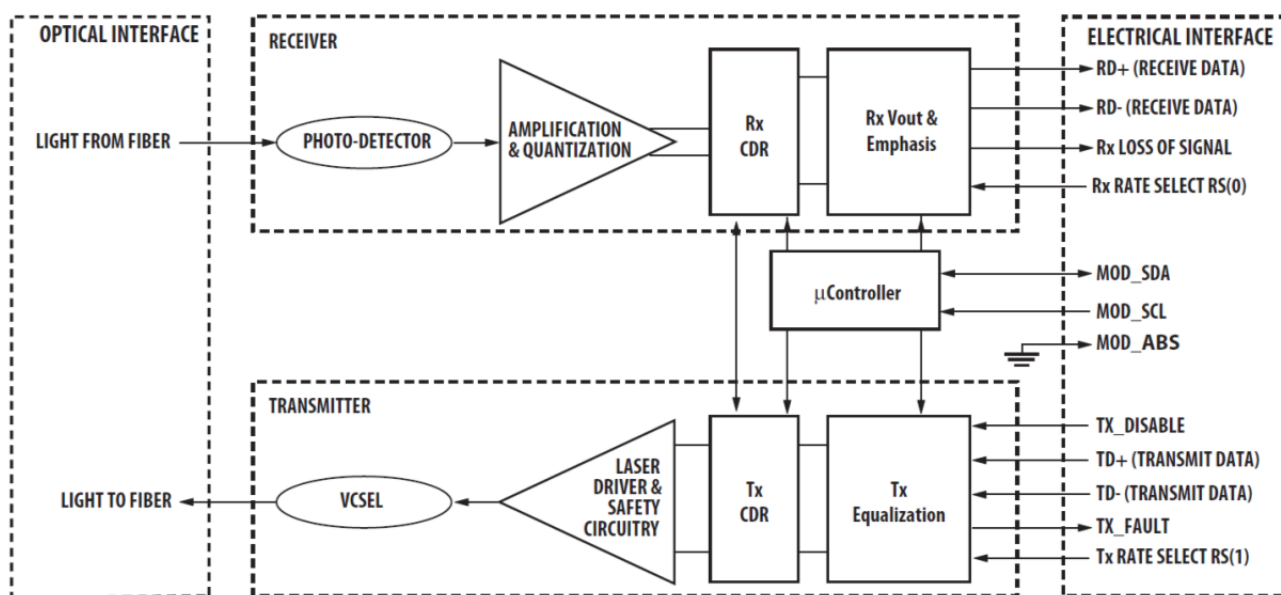 OPTICAL INTERFACE
RECEIVER
ELECTRICAL INTERFACE
LIGHT FROM FIBER
PHOTO-DETECTOR
AMPLIFICATION
& QUANTIZATION
Rx
CDR
Rx Vout &
Emphasis
RD+ (RECEIVE DATA)
RD- (RECEIVE DATA)
Rx LOSS OF SIGNAL
Rx RATE SELECT RS(0)
μController
MOD_SDA
MOD_SCL
MOD_ABS
TRANSMITTER
LIGHT TO FIBER
VCSEL
LASER
DRIVER &
SAFETY
CIRCUITRY
Tx
CDR
Tx
Equalization
TX_DISABLE
TD+ (TRANSMIT DATA)
TD- (TRANSMIT DATA)
TX_FAULT
Tx RATE SELECT RS(1)